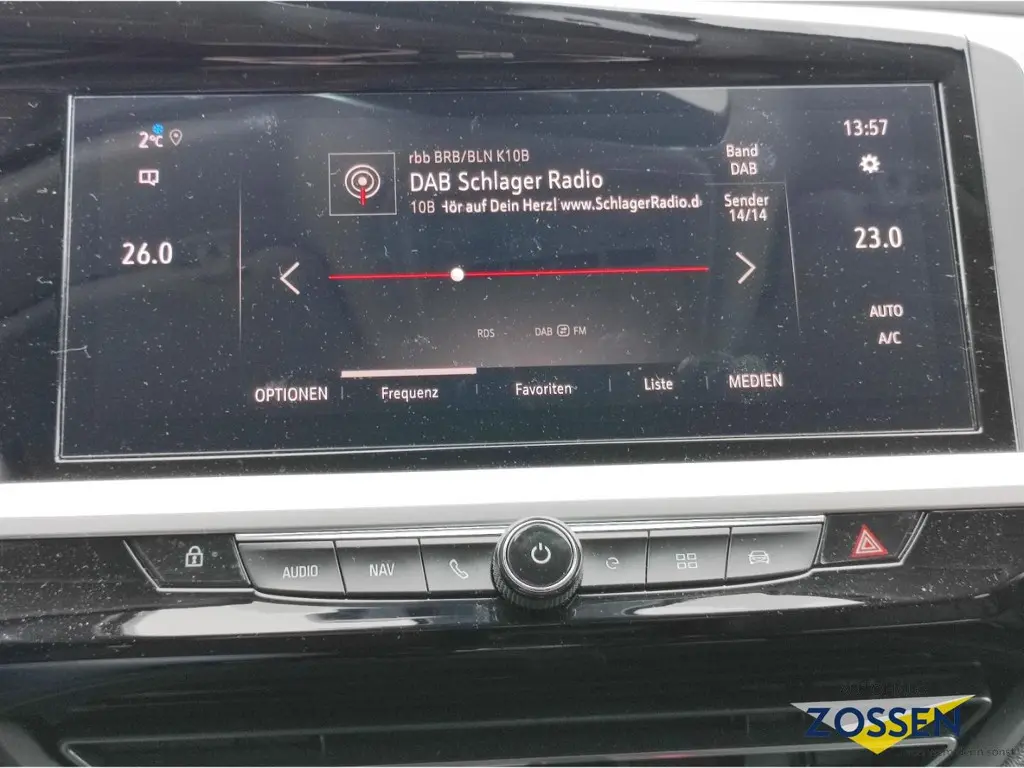 2°C
26.0
rbb BRB/BLN K10B
DAB Schlager Radio
10B Hör auf Dein Herz! www.SchlagerRadio.d
Band
DAB
Sender
14/14
13:57
23.0
AUTO
A/C
RDS
DAB FM
OPTIONEN
Frequenz
Favoriten
Liste
MEDIEN
AUDIO
NAV
ZOSSEN